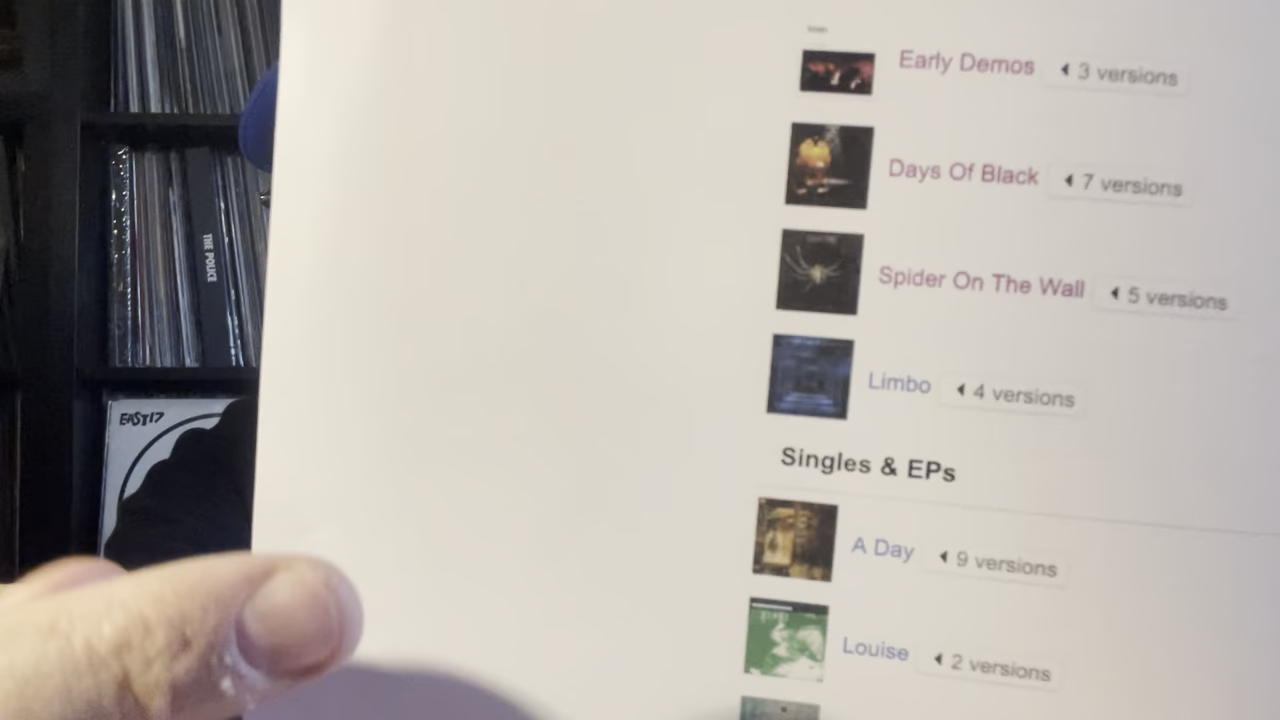 Early Demos 3 versions
Days Of Black 7 versions
Spider On The Wall 5 versions
Limbo 4 versions
Singles & EPs
A Day 9 versions
Louise 2 versions
THE POLICE
EAST17